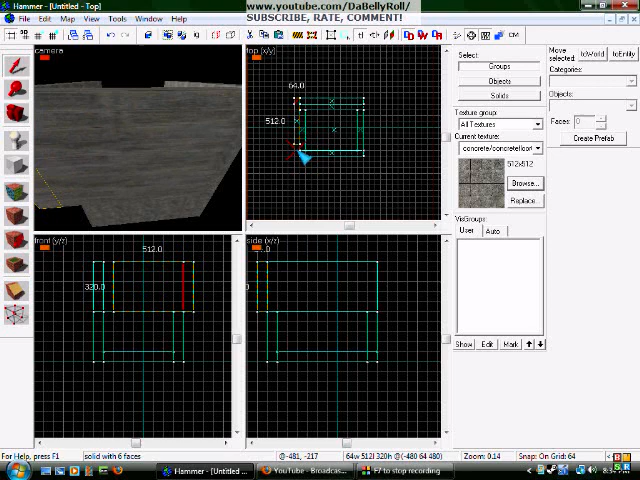 Hammer - [Untitled - Top]
www.youtube.com/DaBellyRoll/
SUBSCRIBE, RATE, COMMENT!
File Edit Map View Tools Window Help
camera
top (x/y)
64.0
512.0
front (y/z)
512.0
320.0
side (x/z)
Select:
Groups
Objects
Solids
Texture group:
All Textures
Current texture:
concrete/concretefloor
512x512
Browse...
Replace..
VisGroups:
User Auto
Show Edit Mark
Move selected:
toWorld toEntity
Categories:
Objects:
Faces: 0
Create Prefab
For Help, press F1
solid with 6 faces
@-481, -217
64w 512l 320h @(-480 64 480)
Zoom: 0.14
Snap: On Grid: 64
Start
Hammer - [Untitled ...
YouTube - Broadcas...
F7 to stop recording